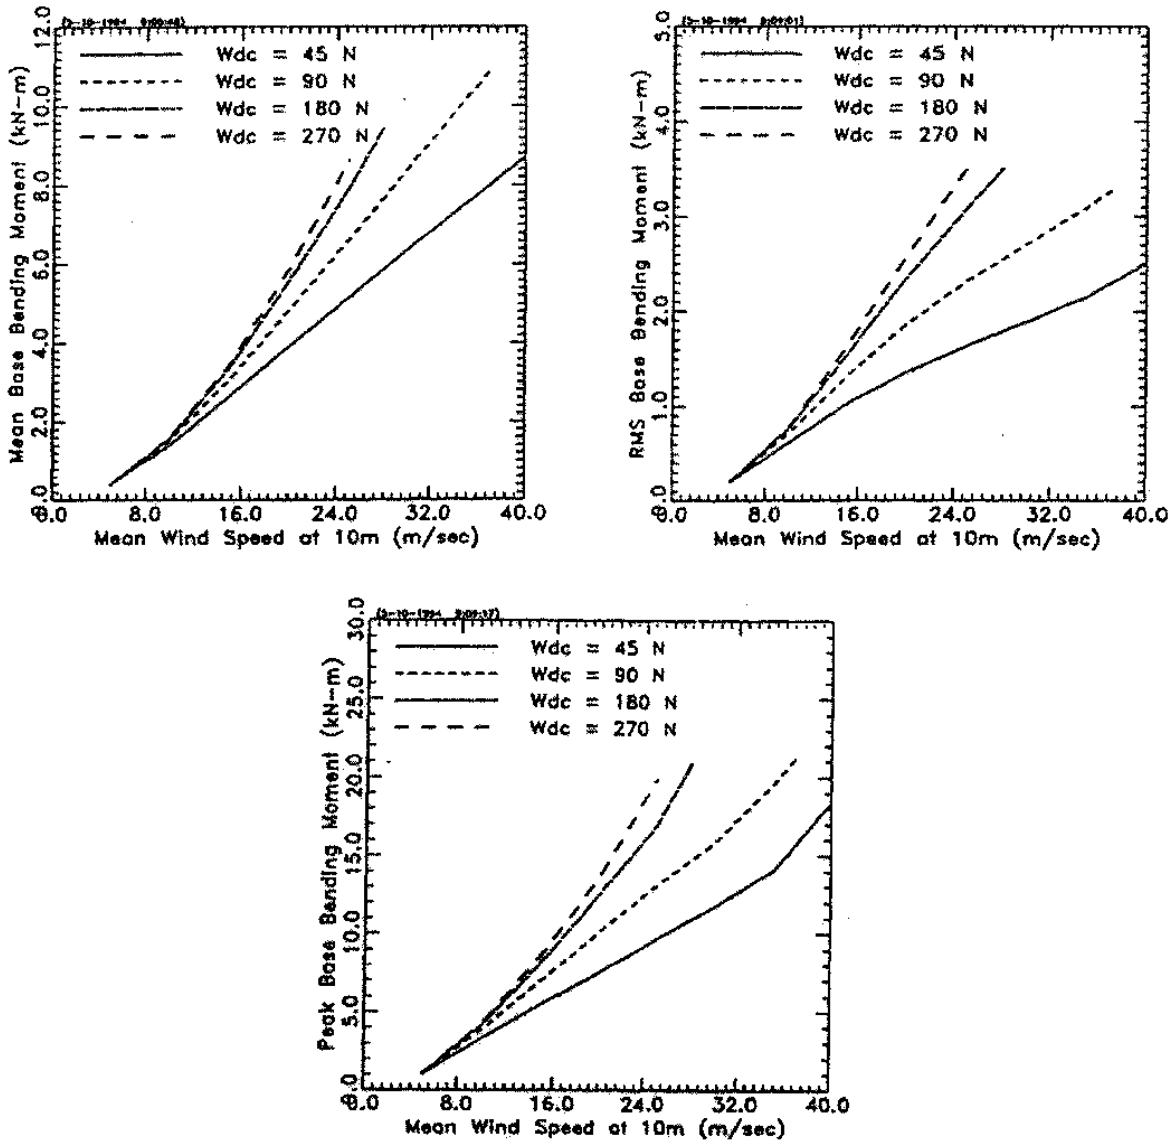 12.0
10.0
8.0
6.0
4.0
2.0
.0
Mean Base Bending Moment (kN-m)
Wdc = 45 N
Wdc = 90 N
Wdc = 180 N
Wdc = 270 N
0.0 8.0 16.0 24.0 32.0 40.0
Mean Wind Speed at 10m (m/sec)
5.0
4.0
3.0
2.0
1.0
.0
RMS Base Bending Moment (kN-m)
Wdc = 45 N
Wdc = 90 N
Wdc = 180 N
Wdc = 270 N
0.0 8.0 16.0 24.0 32.0 40.0
Mean Wind Speed at 10m (m/sec)
30.0
25.0
20.0
15.0
10.0
5.0
.0
Peak Base Bending Moment (kN-m)
Wdc = 45 N
Wdc = 90 N
Wdc = 180 N
Wdc = 270 N
0.0 8.0 16.0 24.0 32.0 40.0
Mean Wind Speed at 10m (m/sec)